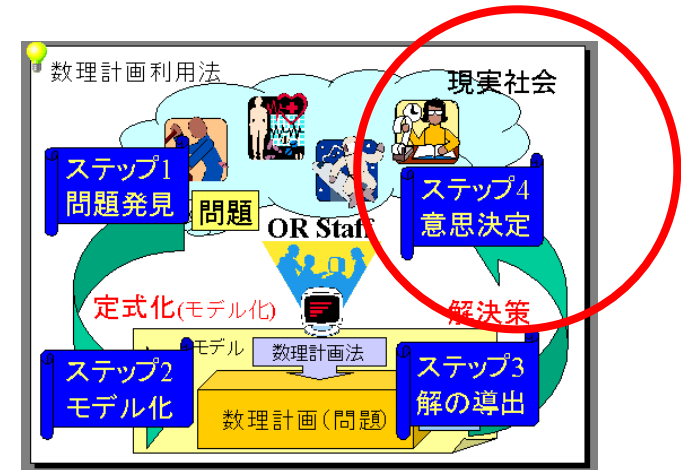 数理計画利用法
現実社会
ステップ1
問題発見
問題
ステップ4
意思決定
OR Staff
定式化(モデル化)
解決策
モデル
数理計画法
ステップ2
モデル化
ステップ3
解の導出
数理計画(問題)